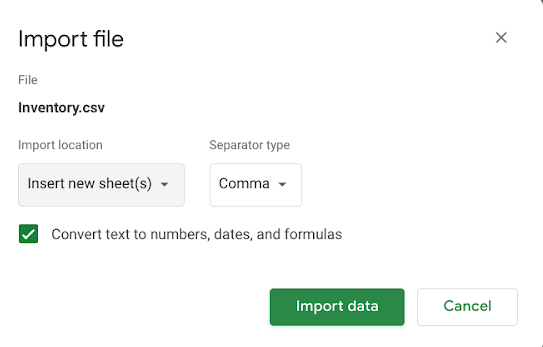 Import file
File
Inventory.csv
Import location Separator type
Insert new sheet(s) Comma
Convert text to numbers, dates, and formulas
Import data Cancel